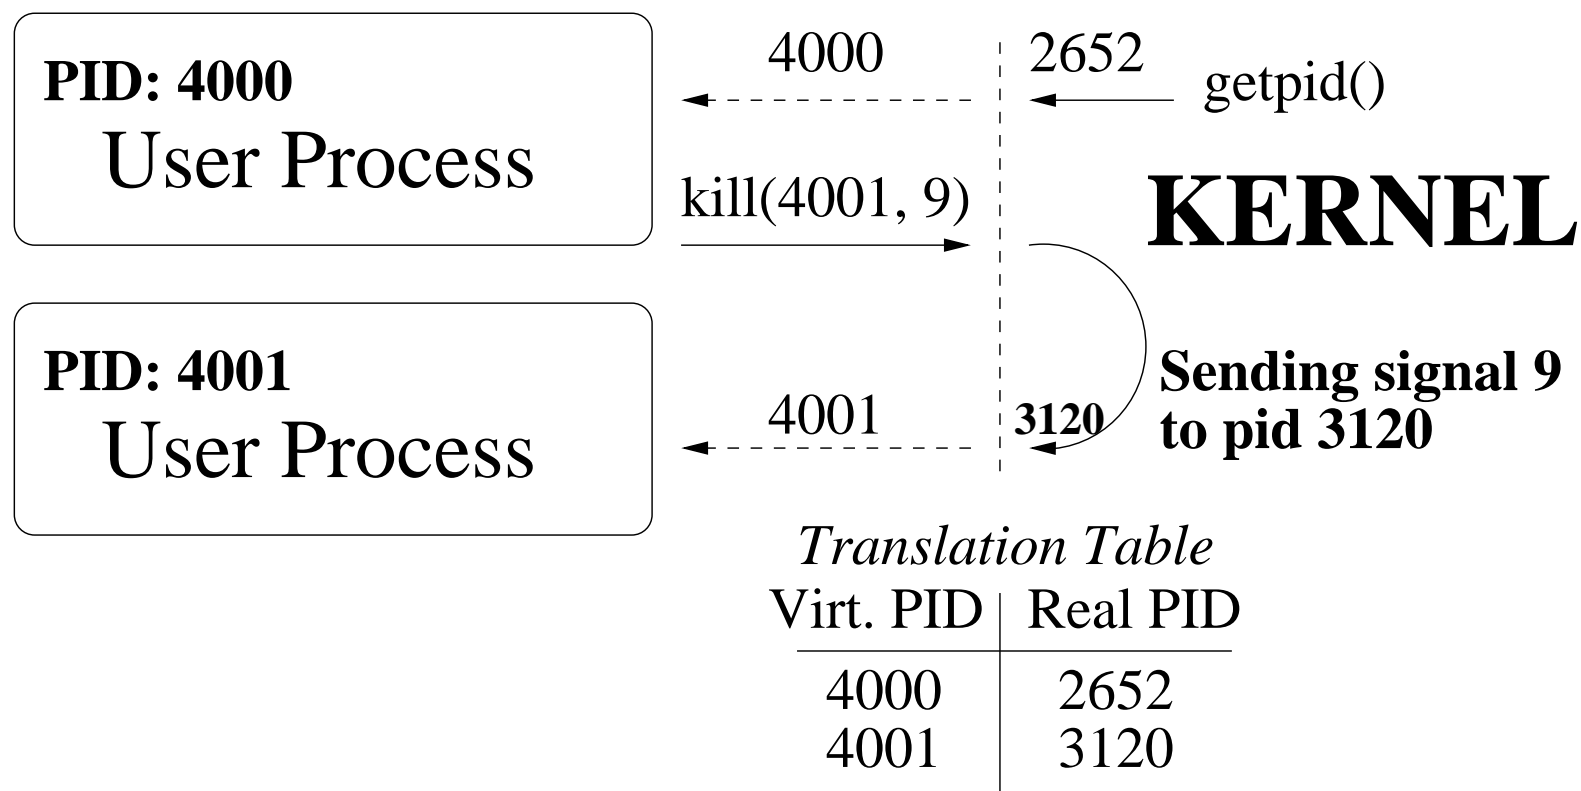 PID: 4000
User Process
4000
2652
getpid()
kill(4001, 9)
KERNEL
PID: 4001
User Process
4001
3120
Sending signal 9
to pid 3120
Translation Table
Virt. PID Real PID
4000 2652
4001 3120